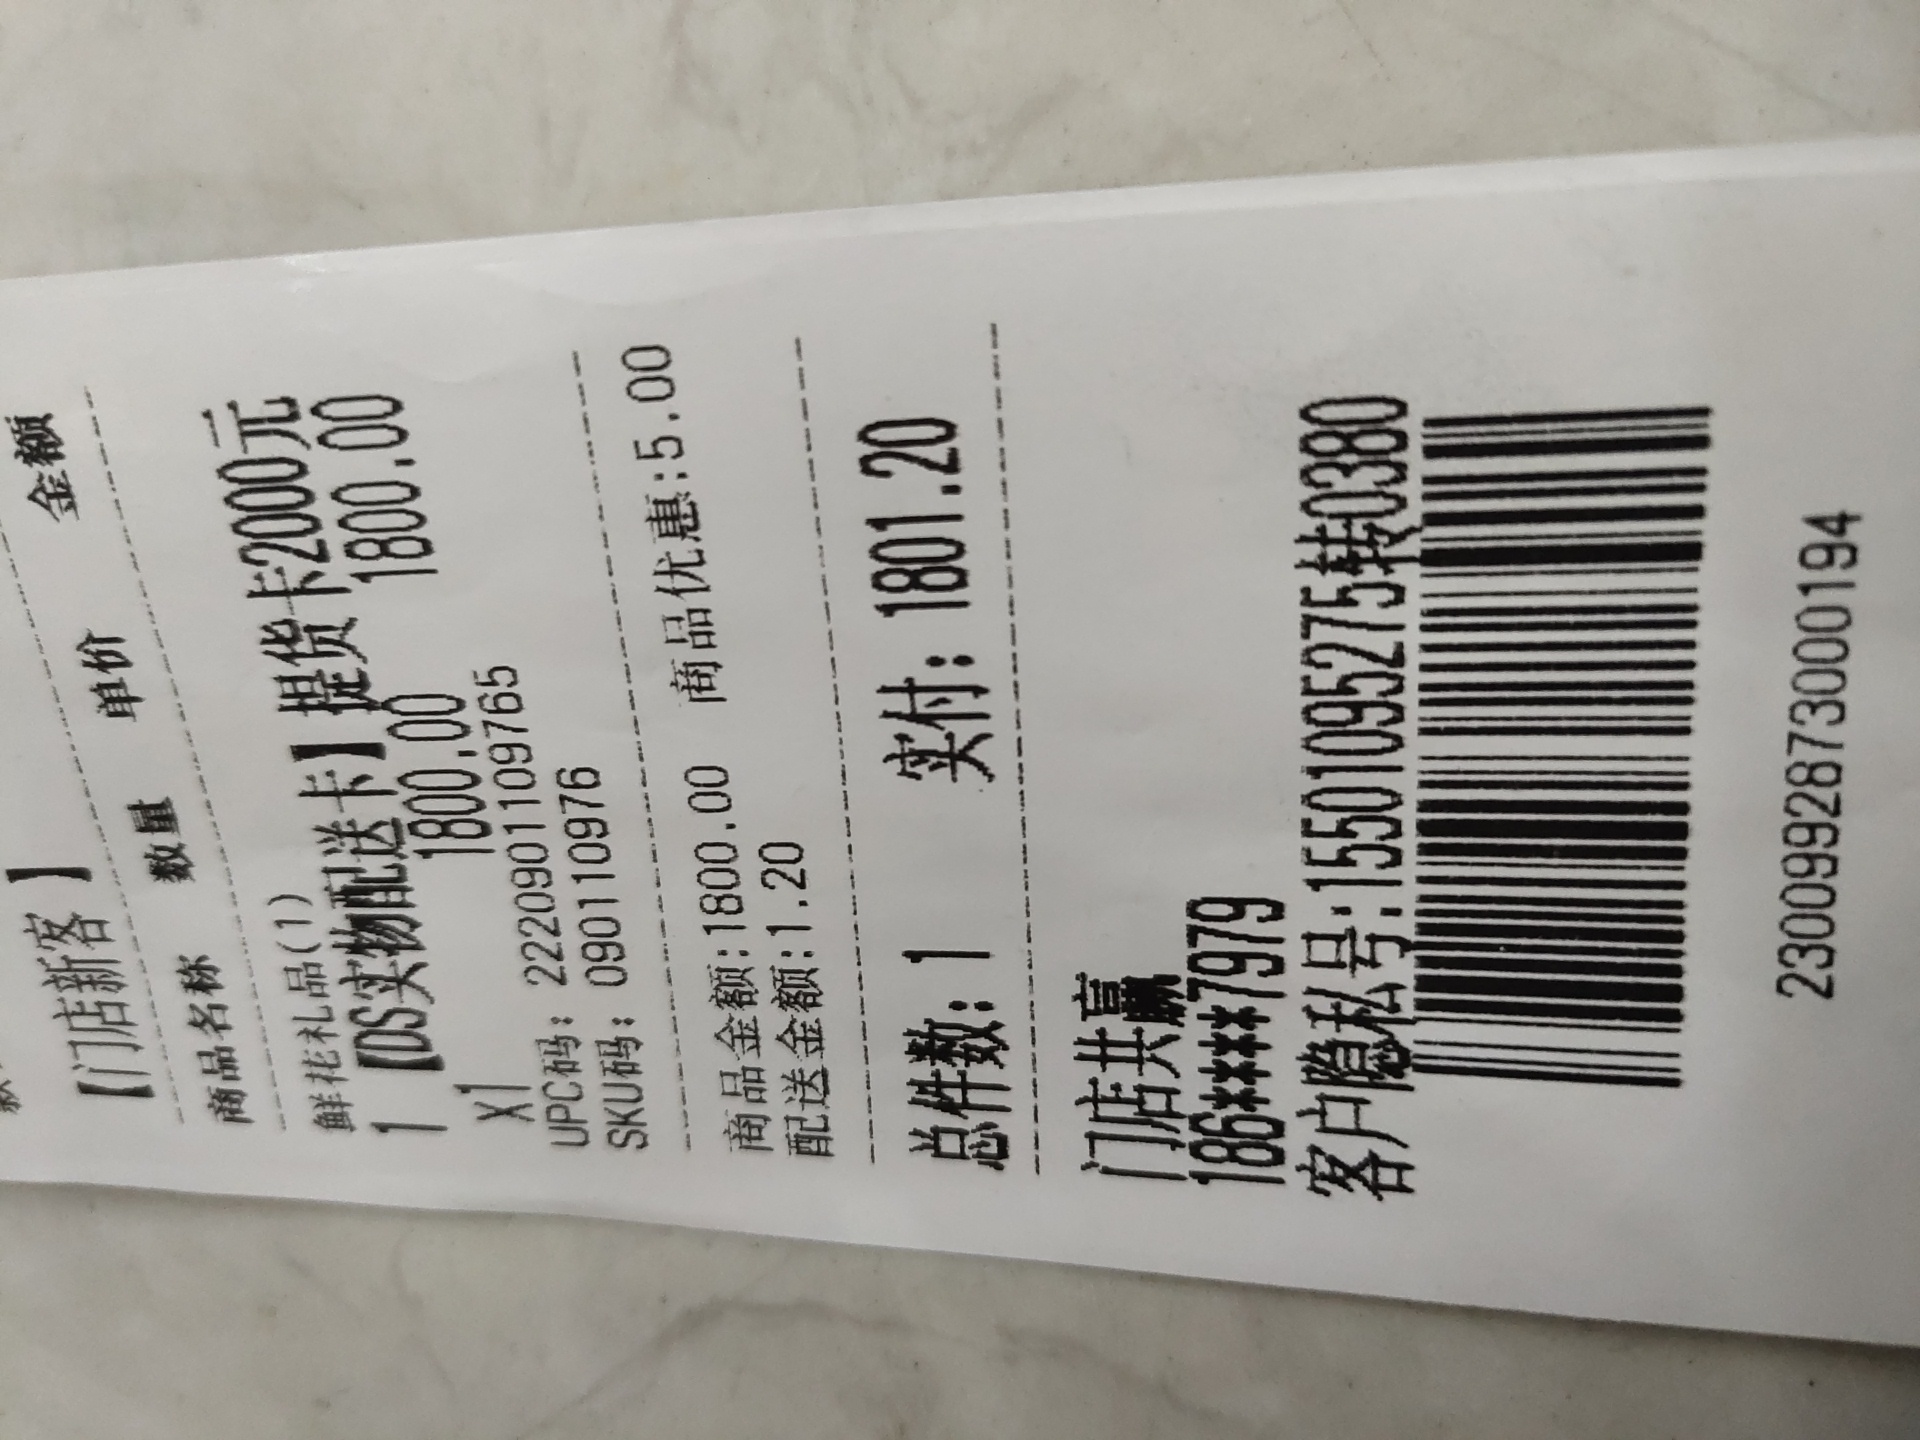 【门店新客】
商品名称 数量 单价 金额
鲜花礼品(1)
1 【DS实物配送卡】提货卡2000元
1800.00 1800.00
X1
UPC码: 2220901109765
SKU码: 090110976
商品金额:1800.00 商品优惠:5.00
配送金额:1.20
总件数: 1 实付: 1801.20
门店共赢
186****7979
客户隐私号:15501095275转0380
2300992873000194